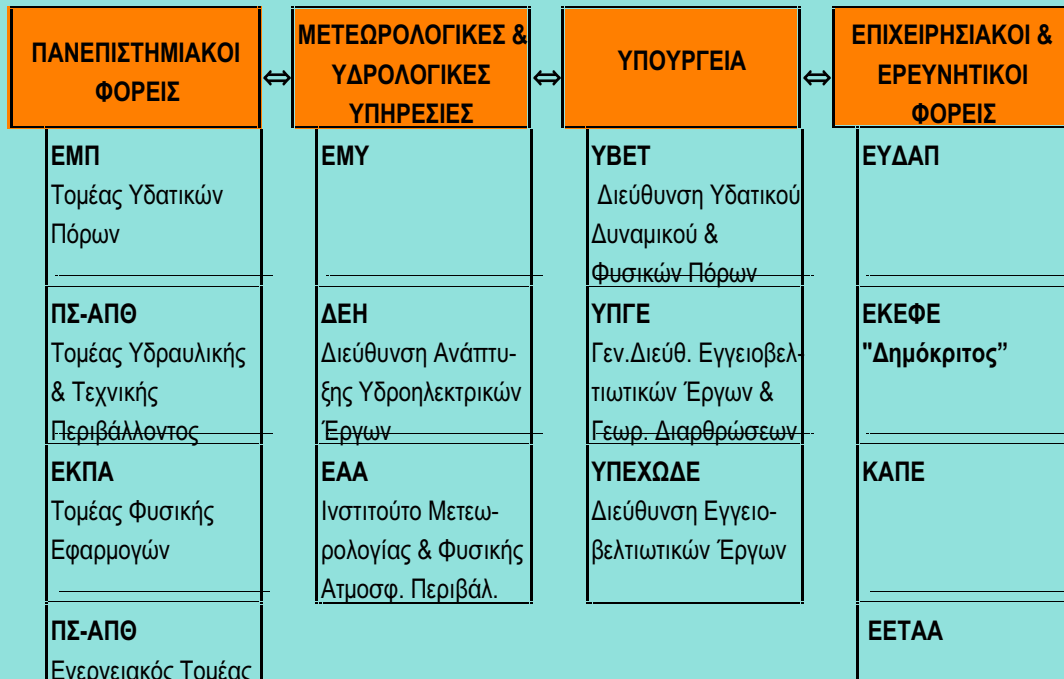 ΠΑΝΕΠΙΣΤΗΜΙΑΚΟΙ
ΦΟΡΕΙΣ
⇔
ΜΕΤΕΩΡΟΛΟΓΙΚΕΣ &
ΥΔΡΟΛΟΓΙΚΕΣ
ΥΠΗΡΕΣΙΕΣ
⇔
ΥΠΟΥΡΓΕΙΑ
⇔
ΕΠΙΧΕΙΡΗΣΙΑΚΟΙ &
ΕΡΕΥΝΗΤΙΚΟΙ
ΦΟΡΕΙΣ
ΕΜΠ
Τομέας Υδατικών
Πόρων
ΠΣ-ΑΠΘ
Τομέας Υδραυλικής
& Τεχνικής
Περιβάλλοντος
ΕΚΠΑ
Τομέας Φυσικής
Εφαρμογών
ΠΣ-ΑΠΘ
Ενεργειακός Τομέας
ΕΜΥ
ΔΕΗ
Διεύθυνση Ανάπτυ-
ξης Υδροηλεκτρικών
Έργων
ΕΑΑ
Ινστιτούτο Μετεω-
ρολογίας & Φυσικής
Ατμοσφ. Περιβάλ.
ΥΒΕΤ
Διεύθυνση Υδατικού
Δυναμικού &
Φυσικών Πόρων
ΥΠΓΕ
Γεν.Διεύθ. Εγγειοβελ-
τιωτικών Έργων &
Γεωρ. Διαρθρώσεων
ΥΠΕΧΩΔΕ
Διεύθυνση Εγγειο-
βελτιωτικών Έργων
ΕΥΔΑΠ
ΕΚΕΦΕ
"Δημόκριτος”
ΚΑΠΕ
ΕΕΤΑΑ